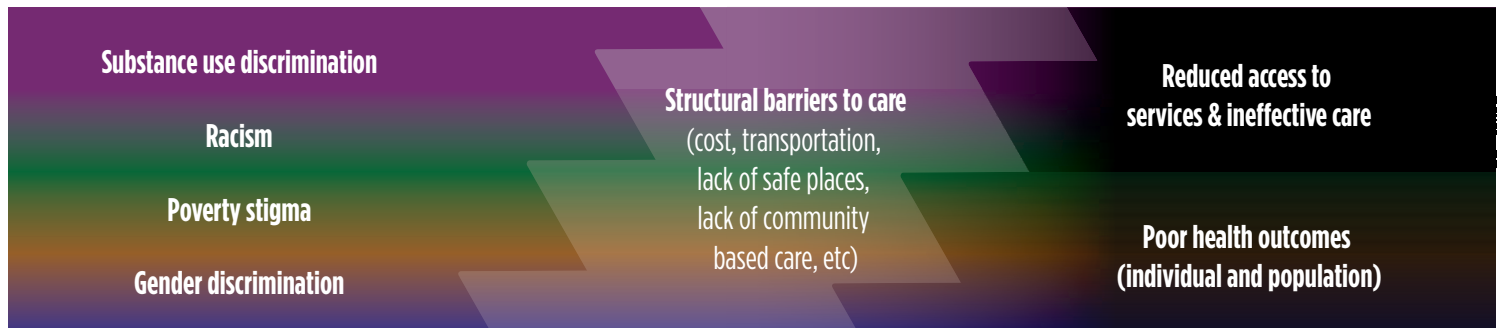 Substance use discrimination
Racism
Poverty stigma
Gender discrimination
Structural barriers to care
(cost, transportation,
lack of safe places,
lack of community
based care, etc)
Reduced access to
services & ineffective care
Poor health outcomes
(individual and population)